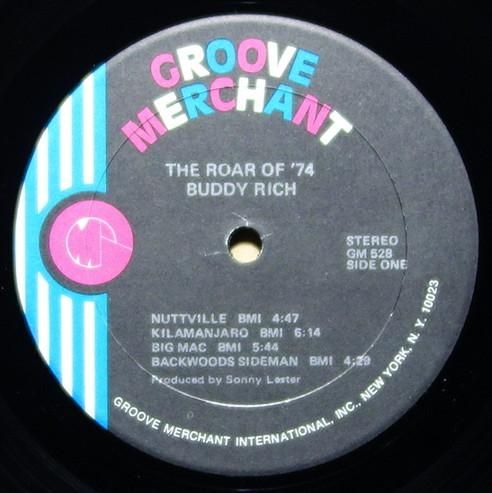 GROOVE
MERCHANT
THE ROAR OF '74
BUDDY RICH
STEREO
GM 528
SIDE ONE
NUTTVILLE BMI 4:47
KILAMANJARO BMI 6:14
BIG MAC BMI 5:44
BACKWOODS SIDEMAN BMI 4:29
Produced by Sonny Lester
GROOVE MERCHANT INTERNATIONAL, INC., NEW YORK, N. Y. 10023